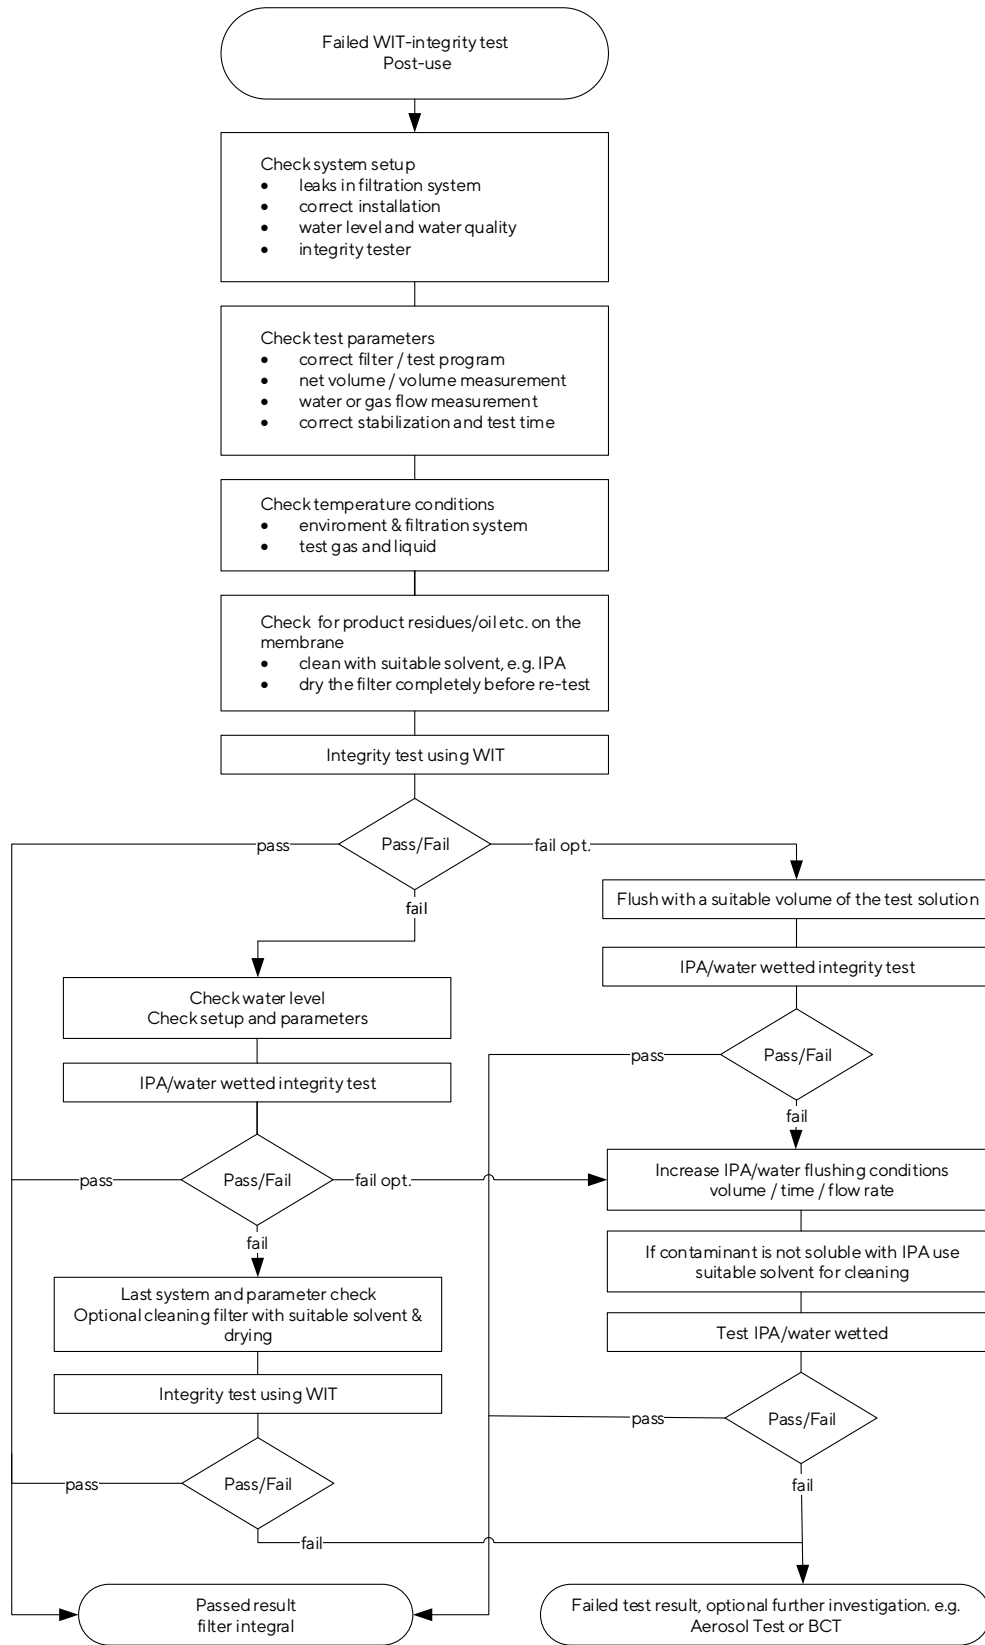 Failed WIT-integrity test
Post-use
Check system setup
• leaks in filtration system
• correct installation
• water level and water quality
• integrity tester
Check test parameters
• correct filter / test program
• net volume / volume measurement
• water or gas flow measurement
• correct stabilization and test time
Check temperature conditions
• enviroment & filtration system
• test gas and liquid
Check for product residues/oil etc. on the
membrane
• clean with suitable solvent, e.g. IPA
• dry the filter completely before re-test
Integrity test using WIT
Pass/Fail
pass
fail opt.
fail
Flush with a suitable volume of the test solution
IPA/water wetted integrity test
Pass/Fail
pass
fail
Check water level
Check setup and parameters
IPA/water wetted integrity test
Pass/Fail
pass
fail opt.
fail
Increase IPA/water flushing conditions
volume / time / flow rate
If contaminant is not soluble with IPA use
suitable solvent for cleaning
Test IPA/water wetted
Pass/Fail
pass
fail
Last system and parameter check
Optional cleaning filter with suitable solvent &
drying
Integrity test using WIT
Pass/Fail
pass
fail
Passed result
filter integral
Failed test result, optional further investigation. e.g.
Aerosol Test or BCT